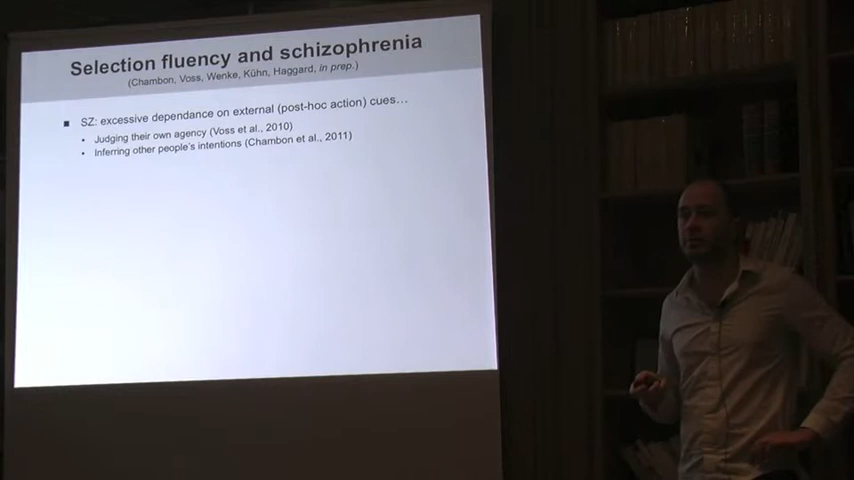 Selection fluency and schizophrenia
(Chambon, Voss, Wenke, Kühn, Haggard, in prep.)
■ SZ: excessive dependance on external (post-hoc action) cues…
• Judging their own agency (Voss et al., 2010)
• Inferring other people's intentions (Chambon et al., 2011)